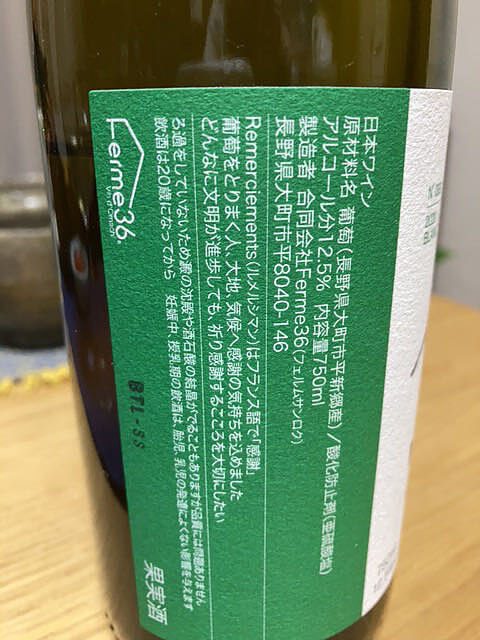 日本ワイン
原材料名 葡萄(長野県大町市平新郷産)/酸化防止剤(亜硫酸塩)
アルコール分12.5% 内容量750ml
製造者 合同会社Ferme36(フェルムサンロク)
長野県大町市平8040-146
Remerciements(ルメルシマン)はフランス語で「感謝」
葡萄をとりまく人、大地、気候へ感謝の気持ちを込めました
どんなに文明が進歩しても、祈り感謝するこころを大切にしたい
ろ過をしていないため澱の沈殿や酒石酸の結晶がでることもありますが品質には問題ありません
飲酒は20歳になってから 妊娠中、授乳期の飲酒は、胎児、乳児の発達によくない影響を与えます
Ferme36.
BTL-SS
果実酒